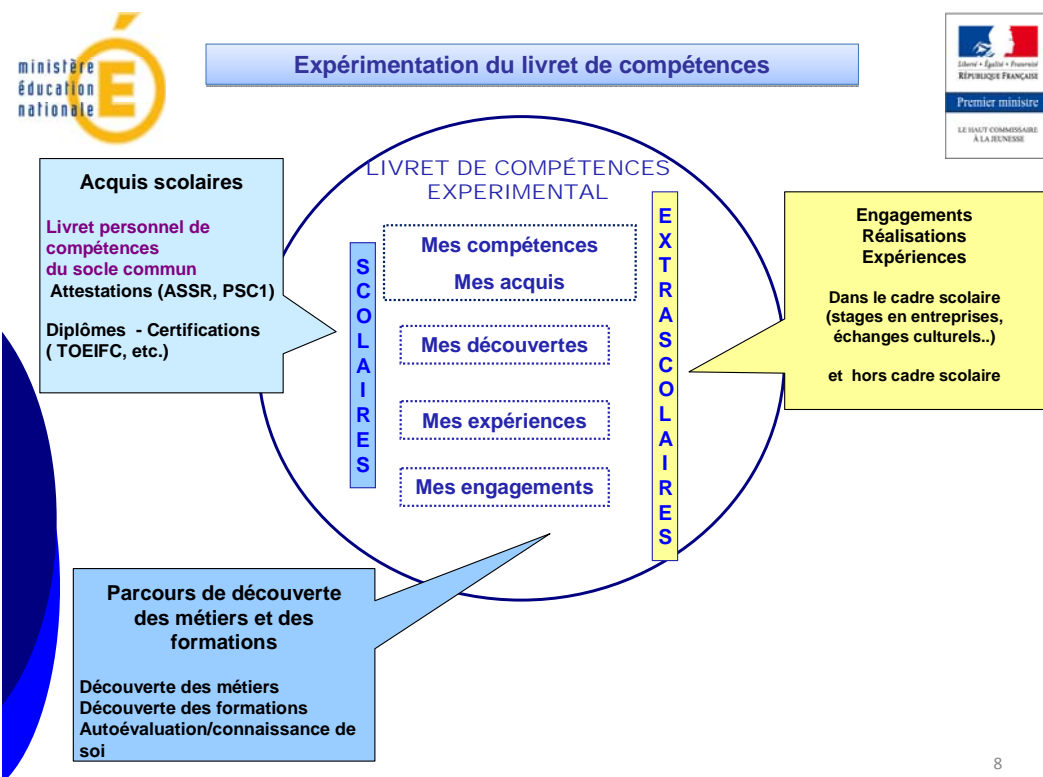 ministère
éducation
nationale
Expérimentation du livret de compétences
Liberté • Égalité • Fraternité
RÉPUBLIQUE FRANÇAISE
Premier ministre
LE HAUT COMMISSAIRE
À LA JEUNESSE
LIVRET DE COMPÉTENCES
EXPERIMENTAL
Acquis scolaires
Livret personnel de
compétences
du socle commun
Attestations (ASSR, PSC1)
Diplômes - Certifications
( TOEIFC, etc.)
SCOLAIRES
Mes compétences
Mes acquis
Mes découvertes
Mes expériences
Mes engagements
EXTRASCOLAIRES
Engagements
Réalisations
Expériences
Dans le cadre scolaire
(stages en entreprises,
échanges culturels..)
et hors cadre scolaire
Parcours de découverte
des métiers et des
formations
Découverte des métiers
Découverte des formations
Autoévaluation/connaissance de
soi
8